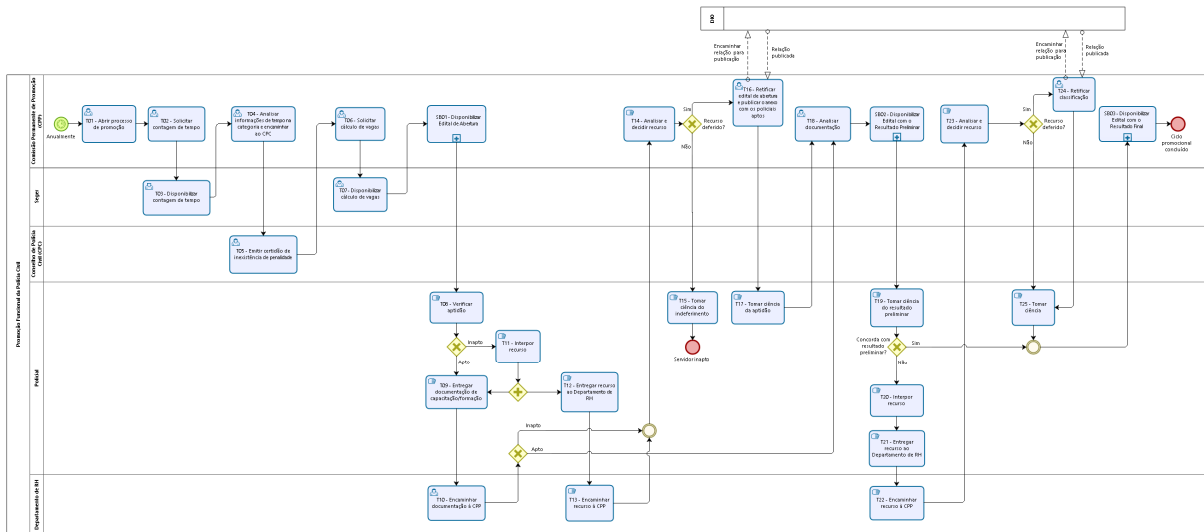 DIO
Encaminhar
relação para
publicação
Relação
publicada
Encaminhar
relação para
publicação
Relação
publicada
Promoção Funcional da Polícia Civil
Comissão Permanente de Promoção
(CPP)
Anualmente
T01 - Abrir processo
de promoção
T02 - Solicitar
contagem de tempo
T04 - Analisar
informações de tempo na
categoria e encaminhar
ao CPC
T06 - Solicitar
cálculo de vagas
SB01 - Disponibilizar
Edital de Abertura
T14 - Analisar e
decidir recurso
Sim
Recurso
deferido?
Não
T16 - Retificar
edital de abertura
e publicar o anexo
com os policiais
aptos
T18 - Analisar
documentação
SB02 - Disponibilizar
Edital com o
Resultado Preliminar
T23 - Analisar e
decidir recurso
Sim
Recurso
deferido?
Não
T24 - Retificar
classificação
SB03 - Disponibilizar
Edital com o
Resultado Final
Ciclo
promocional
concluído
Seger
T03 - Disponibilizar
contagem de tempo
T07 - Disponibilizar
cálculo de vagas
Conselho de Polícia
Civil (CPC)
T05 - Emitir certidão de
inexistência de penalidade
Policial
T08 - Verificar
aptidão
Inapto
Apto
T11 - Interpor
recurso
T09 - Entregar
documentação de
capacitação/formação
T12 - Entregar recurso
ao Departamento de
RH
Inapto
Apto
T15 - Tomar
ciência do
indeferimento
Servidor inapto
T17 - Tomar ciência
da aptidão
T19 - Tomar ciência
do resultado
preliminar
Concorda com
resultado
preliminar?
Sim
Não
T20 - Interpor
recurso
T21 - Entregar
recurso ao
Departamento de RH
T25 - Tomar
ciência
Departamento de RH
T10 - Encaminhar
documentação à CPP
T13 - Encaminhar
recurso à CPP
T22 - Encaminhar
recurso à CPP